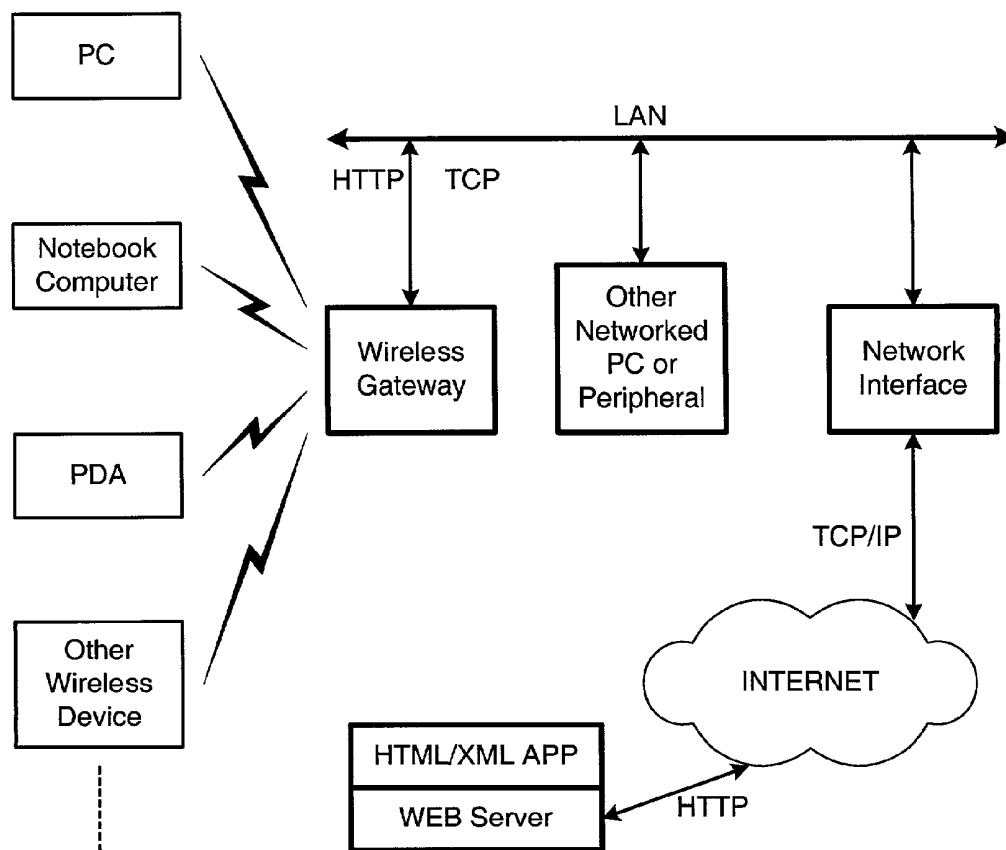 PC
LAN
HTTP
TCP
Notebook
Computer
Wireless
Gateway
Other
Networked
PC or
Peripheral
Network
Interface
PDA
TCP/IP
Other
Wireless
Device
INTERNET
HTML/XML APP
WEB Server
HTTP